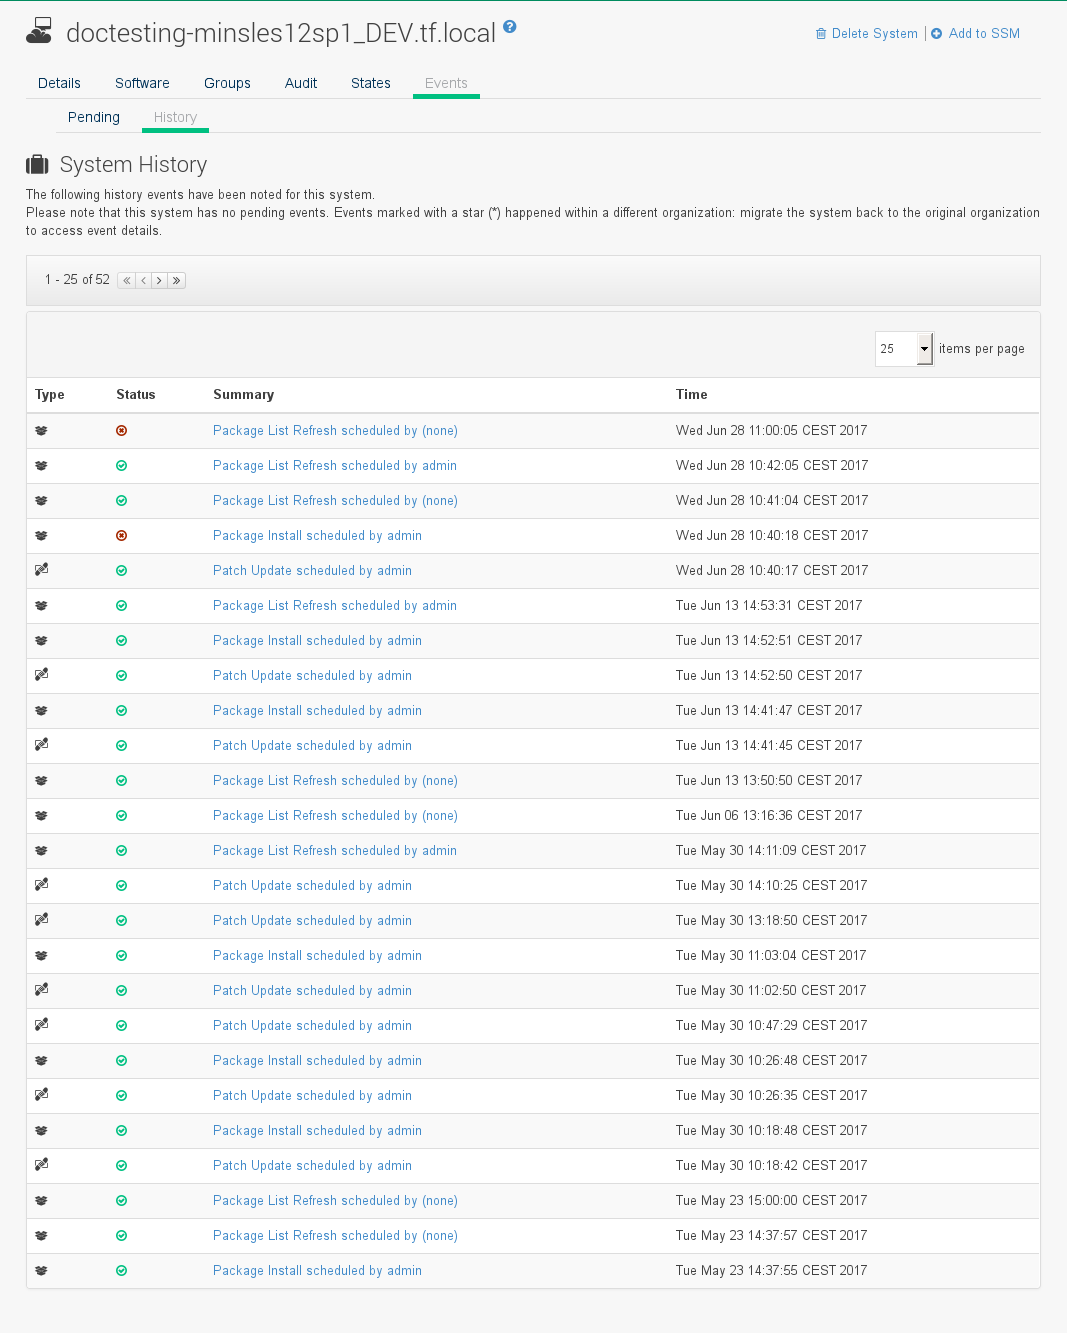 doctesting-minsles12sp1_DEV.tf.local ?
Delete System | Add to SSM
Details Software Groups Audit States Events
Pending History
System History
The following history events have been noted for this system.
Please note that this system has no pending events. Events marked with a star (*) happened within a different organization: migrate the system back to the original organization
to access event details.
1 - 25 of 52 « ‹ › »
25 items per page
Type Status Summary Time
Package List Refresh scheduled by (none) Wed Jun 28 11:00:05 CEST 2017
Package List Refresh scheduled by admin Wed Jun 28 10:42:05 CEST 2017
Package List Refresh scheduled by (none) Wed Jun 28 10:41:04 CEST 2017
Package Install scheduled by admin Wed Jun 28 10:40:18 CEST 2017
Patch Update scheduled by admin Wed Jun 28 10:40:17 CEST 2017
Package List Refresh scheduled by admin Tue Jun 13 14:53:31 CEST 2017
Package Install scheduled by admin Tue Jun 13 14:52:51 CEST 2017
Patch Update scheduled by admin Tue Jun 13 14:52:50 CEST 2017
Package Install scheduled by admin Tue Jun 13 14:41:47 CEST 2017
Patch Update scheduled by admin Tue Jun 13 14:41:45 CEST 2017
Package List Refresh scheduled by (none) Tue Jun 13 13:50:50 CEST 2017
Package List Refresh scheduled by (none) Tue Jun 06 13:16:36 CEST 2017
Package List Refresh scheduled by admin Tue May 30 14:11:09 CEST 2017
Patch Update scheduled by admin Tue May 30 14:10:25 CEST 2017
Patch Update scheduled by admin Tue May 30 13:18:50 CEST 2017
Package Install scheduled by admin Tue May 30 11:03:04 CEST 2017
Patch Update scheduled by admin Tue May 30 11:02:50 CEST 2017
Patch Update scheduled by admin Tue May 30 10:47:29 CEST 2017
Package Install scheduled by admin Tue May 30 10:26:48 CEST 2017
Patch Update scheduled by admin Tue May 30 10:26:35 CEST 2017
Package Install scheduled by admin Tue May 30 10:18:48 CEST 2017
Patch Update scheduled by admin Tue May 30 10:18:42 CEST 2017
Package List Refresh scheduled by (none) Tue May 23 15:00:00 CEST 2017
Package List Refresh scheduled by (none) Tue May 23 14:37:57 CEST 2017
Package Install scheduled by admin Tue May 23 14:37:55 CEST 2017